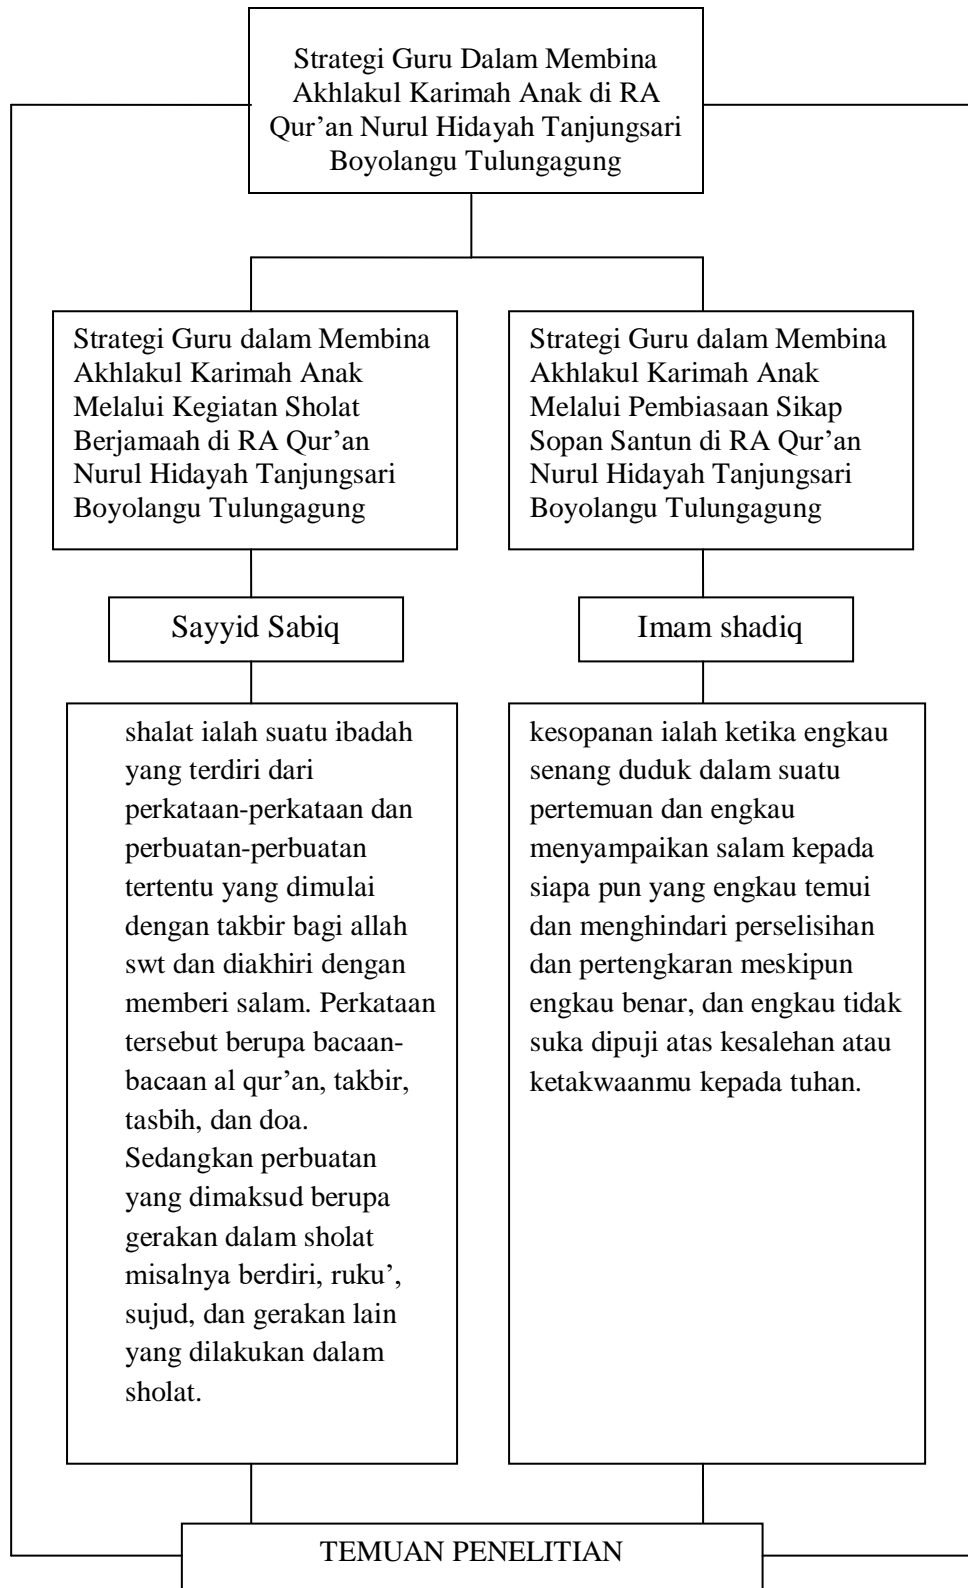 Strategi Guru Dalam Membina
Akhlakul Karimah Anak di RA
Qur’an Nurul Hidayah Tanjungsari
Boyolangu Tulungagung
Strategi Guru dalam Membina
Akhlakul Karimah Anak
Melalui Kegiatan Sholat
Berjamaah di RA Qur’an
Nurul Hidayah Tanjungsari
Boyolangu Tulungagung
Strategi Guru dalam Membina
Akhlakul Karimah Anak
Melalui Pembiasaan Sikap
Sopan Santun di RA Qur’an
Nurul Hidayah Tanjungsari
Boyolangu Tulungagung
Sayyid Sabiq
Imam shadiq
shalat ialah suatu ibadah
yang terdiri dari
perkataan-perkataan dan
perbuatan-perbuatan
tertentu yang dimulai
dengan takbir bagi allah
swt dan diakhiri dengan
memberi salam. Perkataan
tersebut berupa bacaan-
bacaan al qur’an, takbir,
tasbih, dan doa.
Sedangkan perbuatan
yang dimaksud berupa
gerakan dalam sholat
misalnya berdiri, ruku’,
sujud, dan gerakan lain
yang dilakukan dalam
sholat.
kesopanan ialah ketika engkau
senang duduk dalam suatu
pertemuan dan engkau
menyampaikan salam kepada
siapa pun yang engkau temui
dan menghindari perselisihan
dan pertengkaran meskipun
engkau benar, dan engkau tidak
suka dipuji atas kesalehan atau
ketakwaanmu kepada tuhan.
TEMUAN PENELITIAN